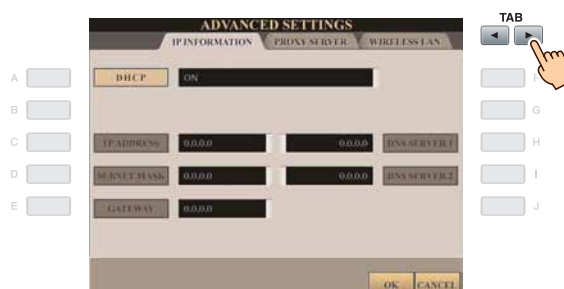 TAB
ADVANCED SETTINGS
IP INFORMATION PROXY SERVER WIRELESS LAN
A DHCP ON F
B G
C IP ADDRESS 0.0.0.0 0.0.0.0 DNS SERVER 1 H
D SUBNET MASK 0.0.0.0 0.0.0.0 DNS SERVER 2 I
E GATEWAY 0.0.0.0 J
OK CANCEL